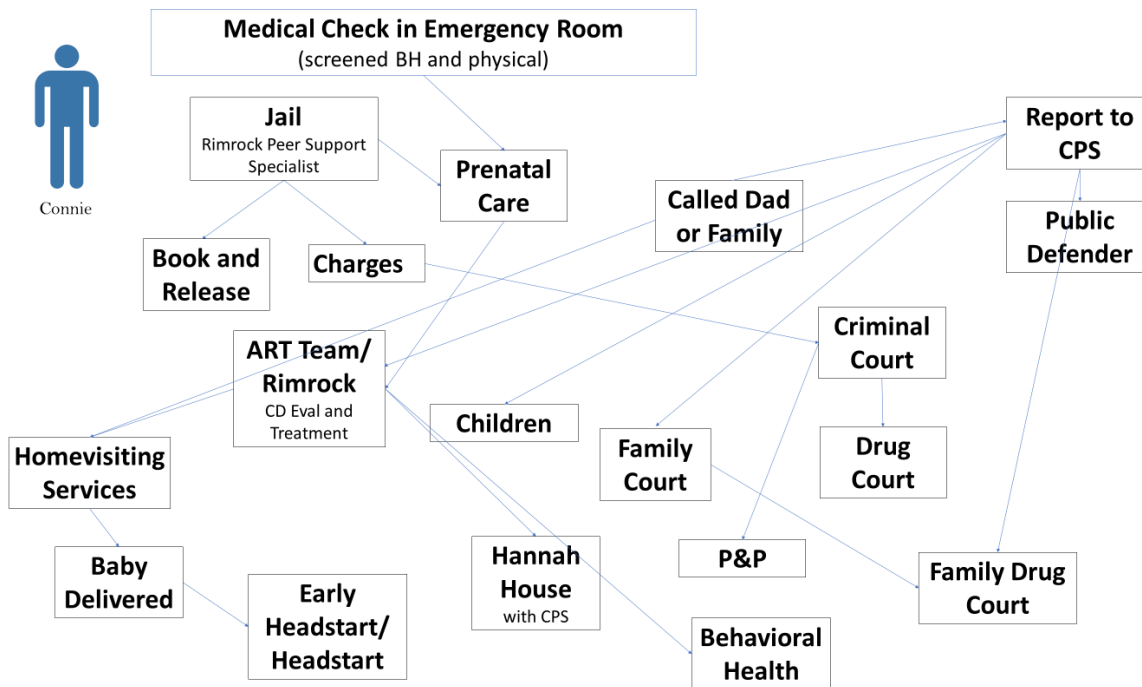 Medical Check in Emergency Room
(screened BH and physical)
Connie
Jail
Rimrock Peer Support
Specialist
Prenatal
Care
Called Dad
or Family
Report to
CPS
Public
Defender
Book and
Release
Charges
Criminal
Court
ART Team/
Rimrock
CD Eval and
Treatment
Children
Family
Court
Drug
Court
Homevisiting
Services
Baby
Delivered
Early
Headstart/
Headstart
Hannah
House
with CPS
P&P
Family Drug
Court
Behavioral
Health